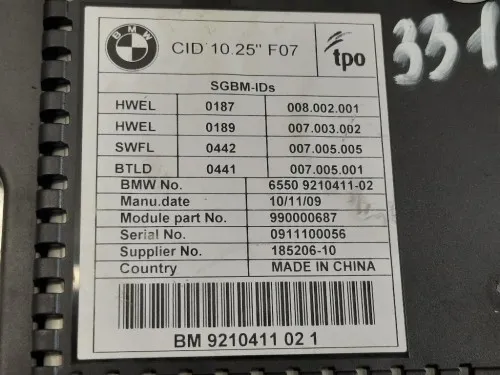 BMW
CID 10.25" F07
tpo
331
SGBM-IDs
HWEL 0187 008.002.001
HWEL 0189 007.003.002
SWFL 0442 007.005.005
BTLD 0441 007.005.001
BMW No. 6550 9210411-02
Manu.date 10/11/09
Module part No. 990000687
Serial No. 0911100056
Supplier No. 185206-10
Country MADE IN CHINA
BM 9210411 02 1